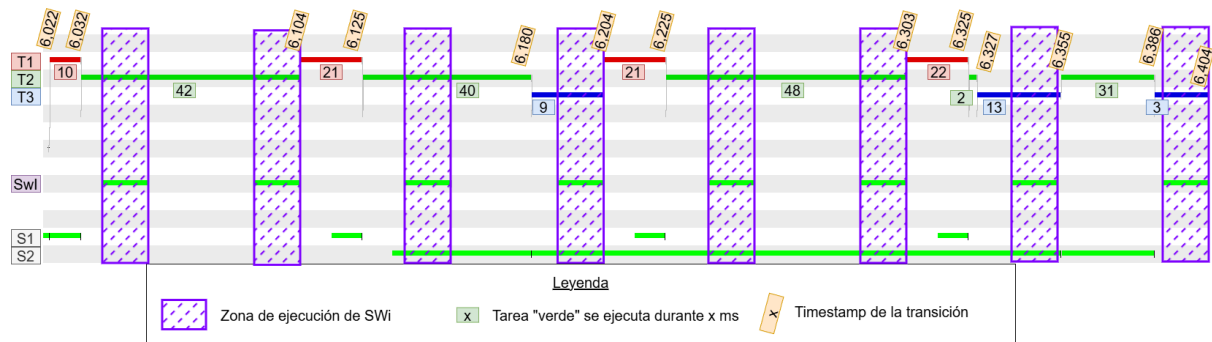 6,022
6,032
6,104
6,125
6,180
6,204
6,225
6,303
6,325
6,327
6,355
6,386
6,404
T1
10
21
21
22
T2
42
40
48
2
31
T3
9
13
3
SwI
S1
S2
Leyenda
Zona de ejecución de SWi
x
Tarea "verde" se ejecuta durante x ms
x
Timestamp de la transición